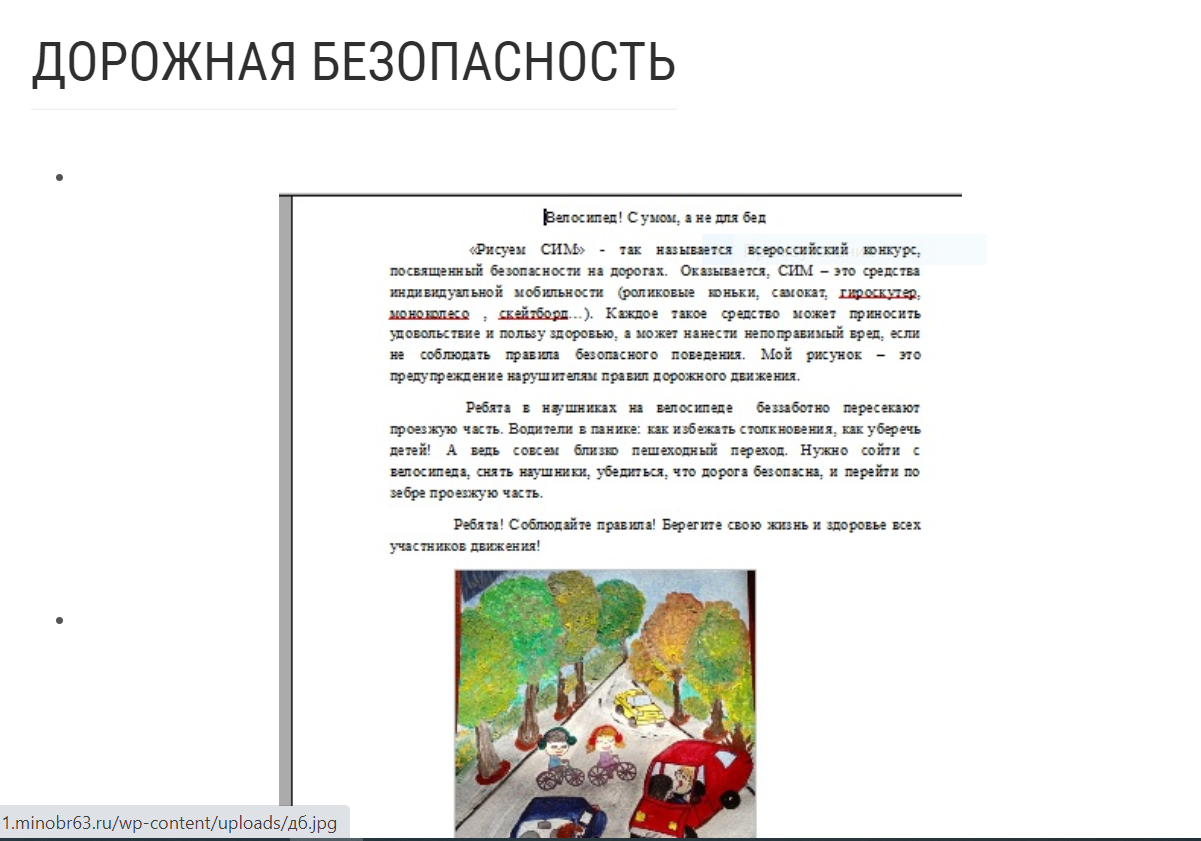 ДОРОЖНАЯ БЕЗОПАСНОСТЬ
Велосипед! С умом, а не для бед
«Рисуем СИМ» - так называется всероссийский конкурс,
посвященный безопасности на дорогах. Оказывается, СИМ – это средства
индивидуальной мобильности (роликовые коньки, самокат, гироскутер,
моноколесо , скейтборд...). Каждое такое средство может приносить
удовольствие и пользу здоровью, а может нанести непоправимый вред, если
не соблюдать правила безопасного поведения. Мой рисунок – это
предупреждение нарушителям правил дорожного движения.
Ребята в наушниках на велосипеде беззаботно пересекают
проезжую часть. Водители в панике: как избежать столкновения, как уберечь
детей! А ведь совсем близко пешеходный переход. Нужно сойти с
велосипеда, снять наушники, убедиться, что дорога безопасна, и перейти по
зебре проезжую часть.
Ребята! Соблюдайте правила! Берегите свою жизнь и здоровье всех
участников движения!
1.minobr63.ru/wp-content/uploads/дб.jpg